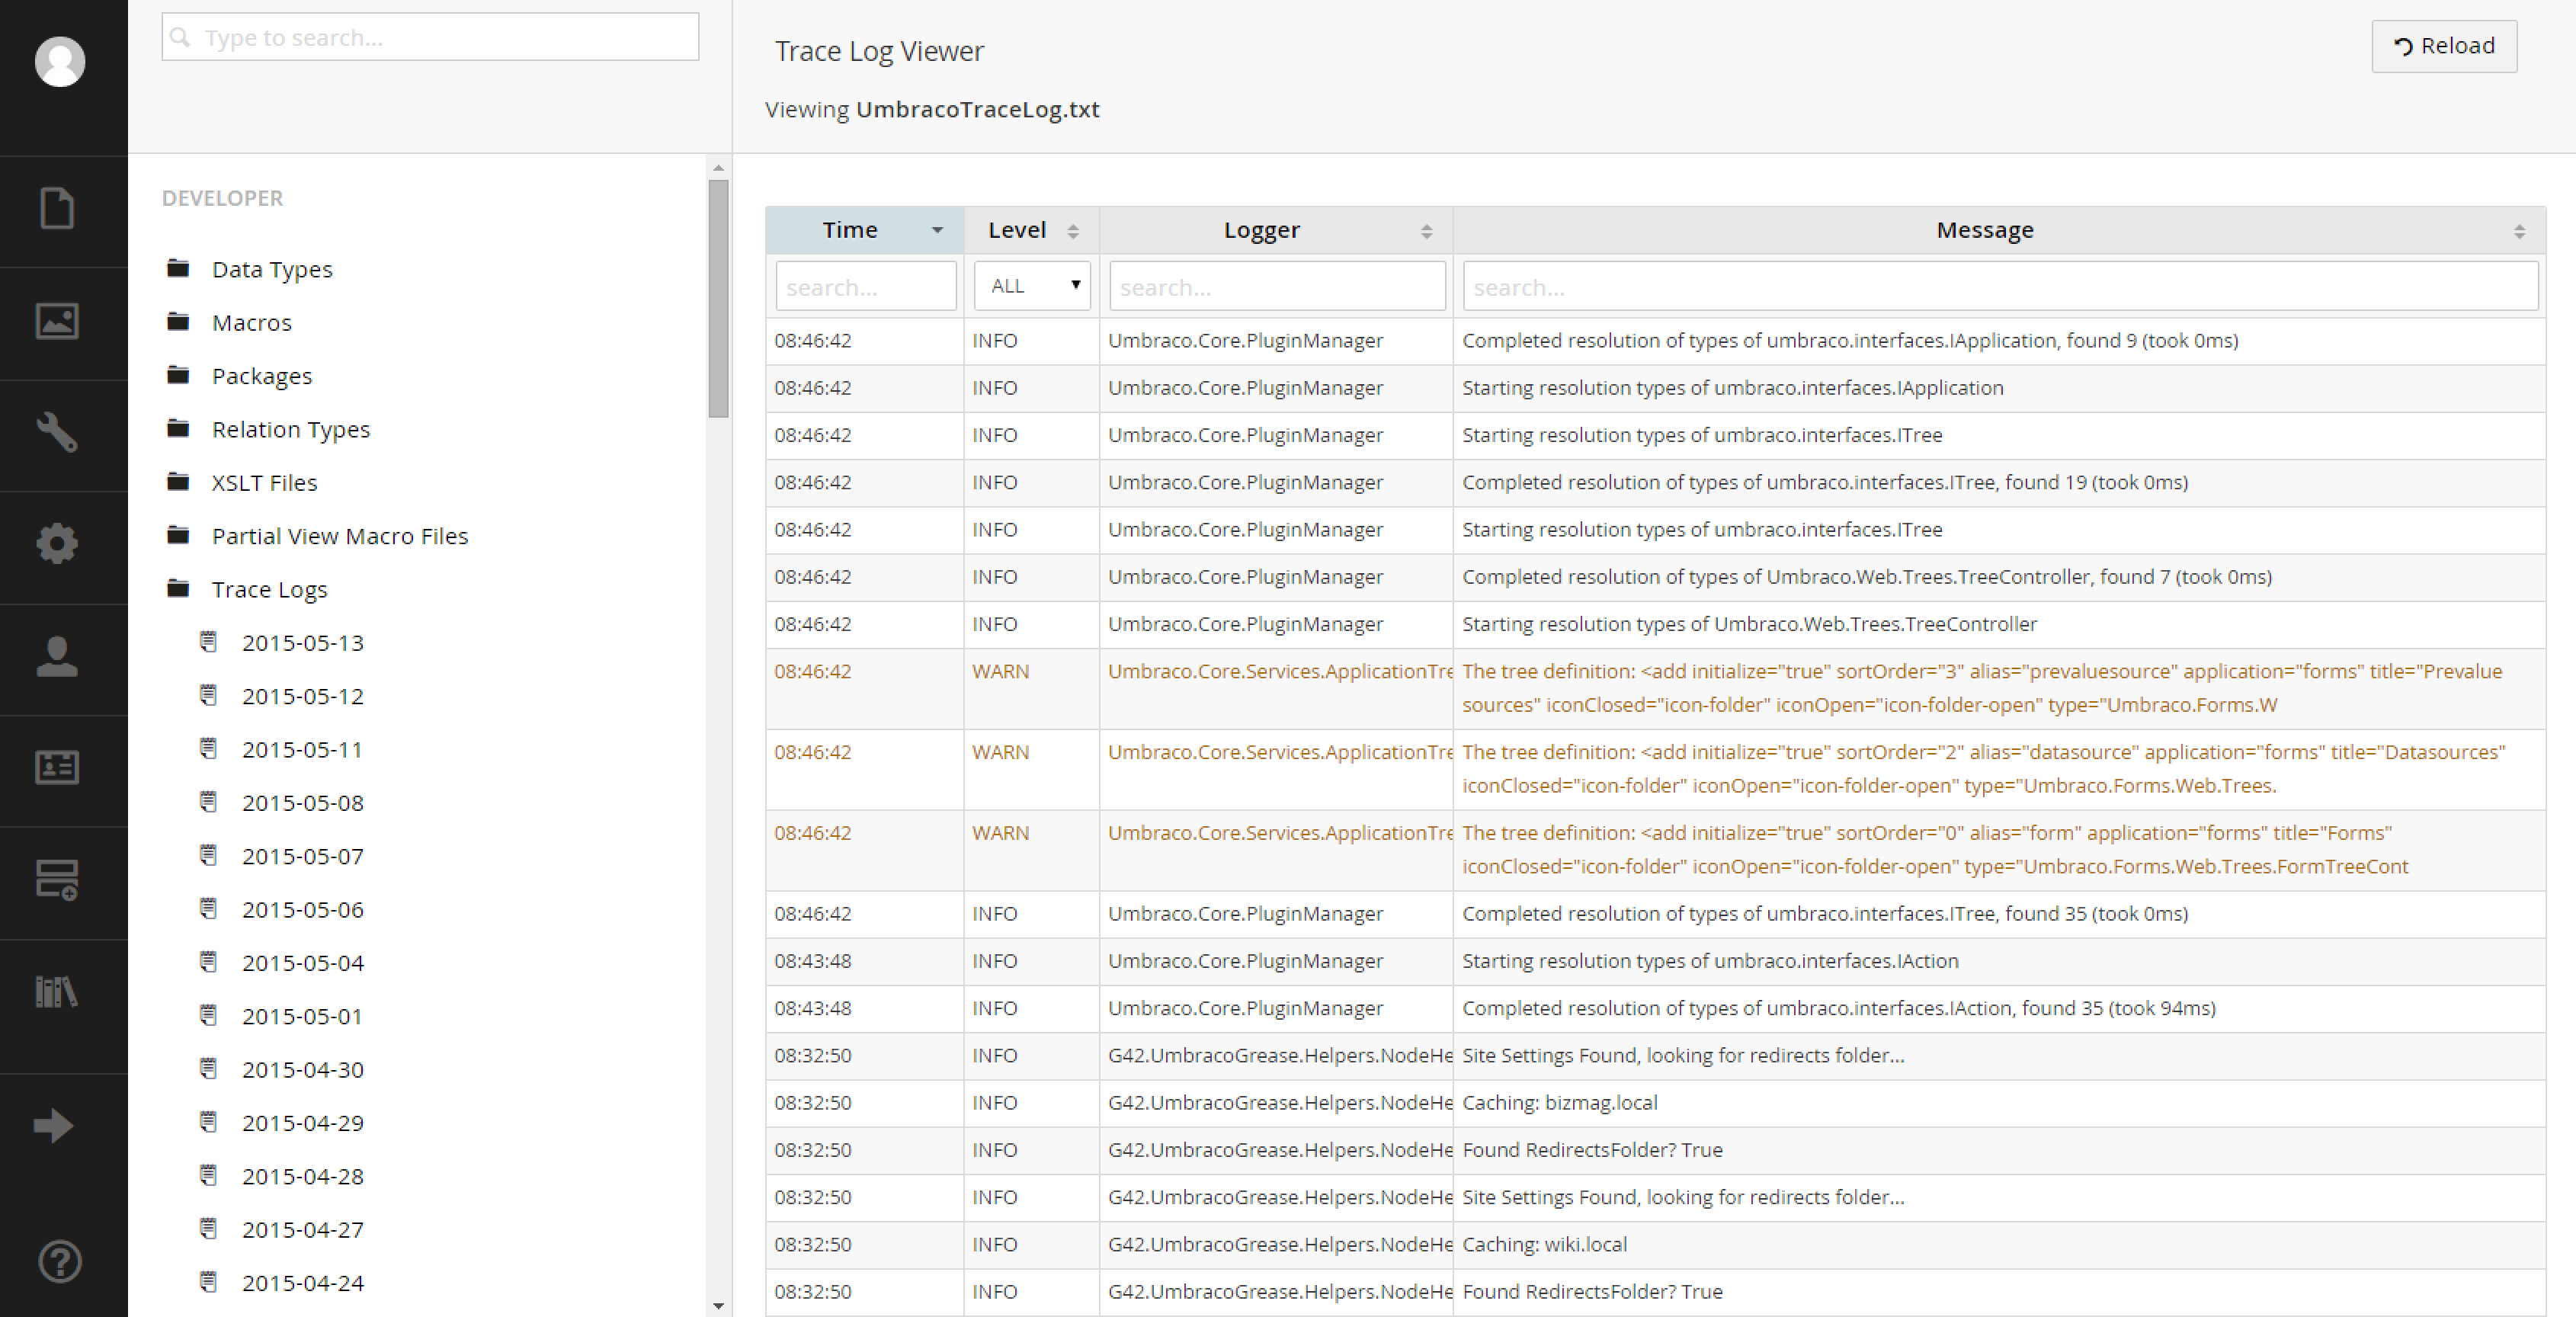 Type to search...
DEVELOPER
Data Types
Macros
Packages
Relation Types
XSLT Files
Partial View Macro Files
Trace Logs
2015-05-13
2015-05-12
2015-05-11
2015-05-08
2015-05-07
2015-05-06
2015-05-04
2015-05-01
2015-04-30
2015-04-29
2015-04-28
2015-04-27
2015-04-24
Trace Log Viewer
Reload
Viewing UmbracoTraceLog.txt
Time Level Logger Message
search... ALL search... search...
08:46:42 INFO Umbraco.Core.PluginManager Completed resolution of types of umbraco.interfaces.IApplication, found 9 (took 0ms)
08:46:42 INFO Umbraco.Core.PluginManager Starting resolution types of umbraco.interfaces.IApplication
08:46:42 INFO Umbraco.Core.PluginManager Starting resolution types of umbraco.interfaces.ITree
08:46:42 INFO Umbraco.Core.PluginManager Completed resolution of types of umbraco.interfaces.ITree, found 19 (took 0ms)
08:46:42 INFO Umbraco.Core.PluginManager Starting resolution types of umbraco.interfaces.ITree
08:46:42 INFO Umbraco.Core.PluginManager Completed resolution of types of Umbraco.Web.Trees.TreeController, found 7 (took 0ms)
08:46:42 INFO Umbraco.Core.PluginManager Starting resolution types of Umbraco.Web.Trees.TreeController
08:46:42 WARN Umbraco.Core.Services.ApplicationTre The tree definition: <add initialize="true" sortOrder="3" alias="prevaluesource" application="forms" title="Prevalue
sources" iconClosed="icon-folder" iconOpen="icon-folder-open" type="Umbraco.Forms.W
08:46:42 WARN Umbraco.Core.Services.ApplicationTre The tree definition: <add initialize="true" sortOrder="2" alias="datasource" application="forms" title="Datasources"
iconClosed="icon-folder" iconOpen="icon-folder-open" type="Umbraco.Forms.Web.Trees.
08:46:42 WARN Umbraco.Core.Services.ApplicationTre The tree definition: <add initialize="true" sortOrder="0" alias="form" application="forms" title="Forms"
iconClosed="icon-folder" iconOpen="icon-folder-open" type="Umbraco.Forms.Web.Trees.FormTreeCont
08:46:42 INFO Umbraco.Core.PluginManager Completed resolution of types of umbraco.interfaces.ITree, found 35 (took 0ms)
08:43:48 INFO Umbraco.Core.PluginManager Starting resolution types of umbraco.interfaces.IAction
08:43:48 INFO Umbraco.Core.PluginManager Completed resolution of types of umbraco.interfaces.IAction, found 35 (took 94ms)
08:32:50 INFO G42.UmbracoGrease.Helpers.NodeHe Site Settings Found, looking for redirects folder...
08:32:50 INFO G42.UmbracoGrease.Helpers.NodeHe Caching: bizmag.local
08:32:50 INFO G42.UmbracoGrease.Helpers.NodeHe Found RedirectsFolder? True
08:32:50 INFO G42.UmbracoGrease.Helpers.NodeHe Site Settings Found, looking for redirects folder...
08:32:50 INFO G42.UmbracoGrease.Helpers.NodeHe Caching: wiki.local
08:32:50 INFO G42.UmbracoGrease.Helpers.NodeHe Found RedirectsFolder? True